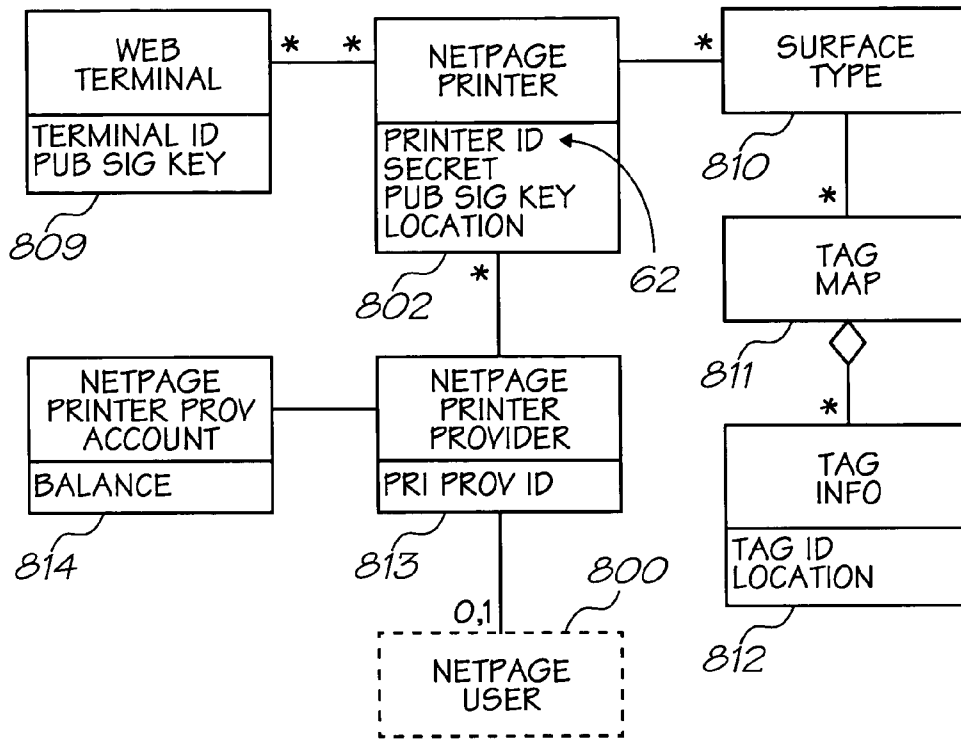 WEB
TERMINAL
TERMINAL ID
PUB SIG KEY
809
*
*
NETPAGE
PRINTER
PRINTER ID
SECRET
PUB SIG KEY
LOCATION
802
62
*
*
SURFACE
TYPE
810
*
TAG
MAP
811
*
TAG
INFO
TAG ID
LOCATION
812
NETPAGE
PRINTER PROV
ACCOUNT
BALANCE
814
NETPAGE
PRINTER
PROVIDER
PRI PROV ID
813
0,1
800
NETPAGE
USER